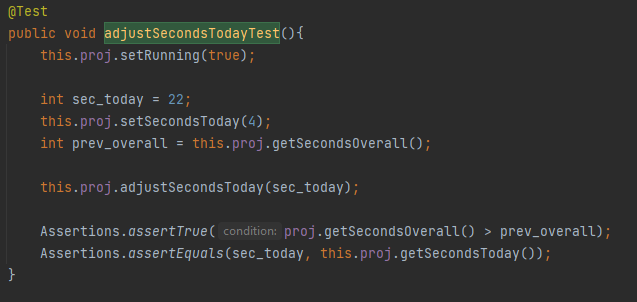 @Test
public void adjustSecondsTodayTest(){
    this.proj.setRunning(true);

    int sec_today = 22;
    this.proj.setSecondsToday(4);
    int prev_overall = this.proj.getSecondsOverall();

    this.proj.adjustSecondsToday(sec_today);

    Assertions.assertTrue( condition: proj.getSecondsOverall() > prev_overall);
    Assertions.assertEquals(sec_today, this.proj.getSecondsToday());
}